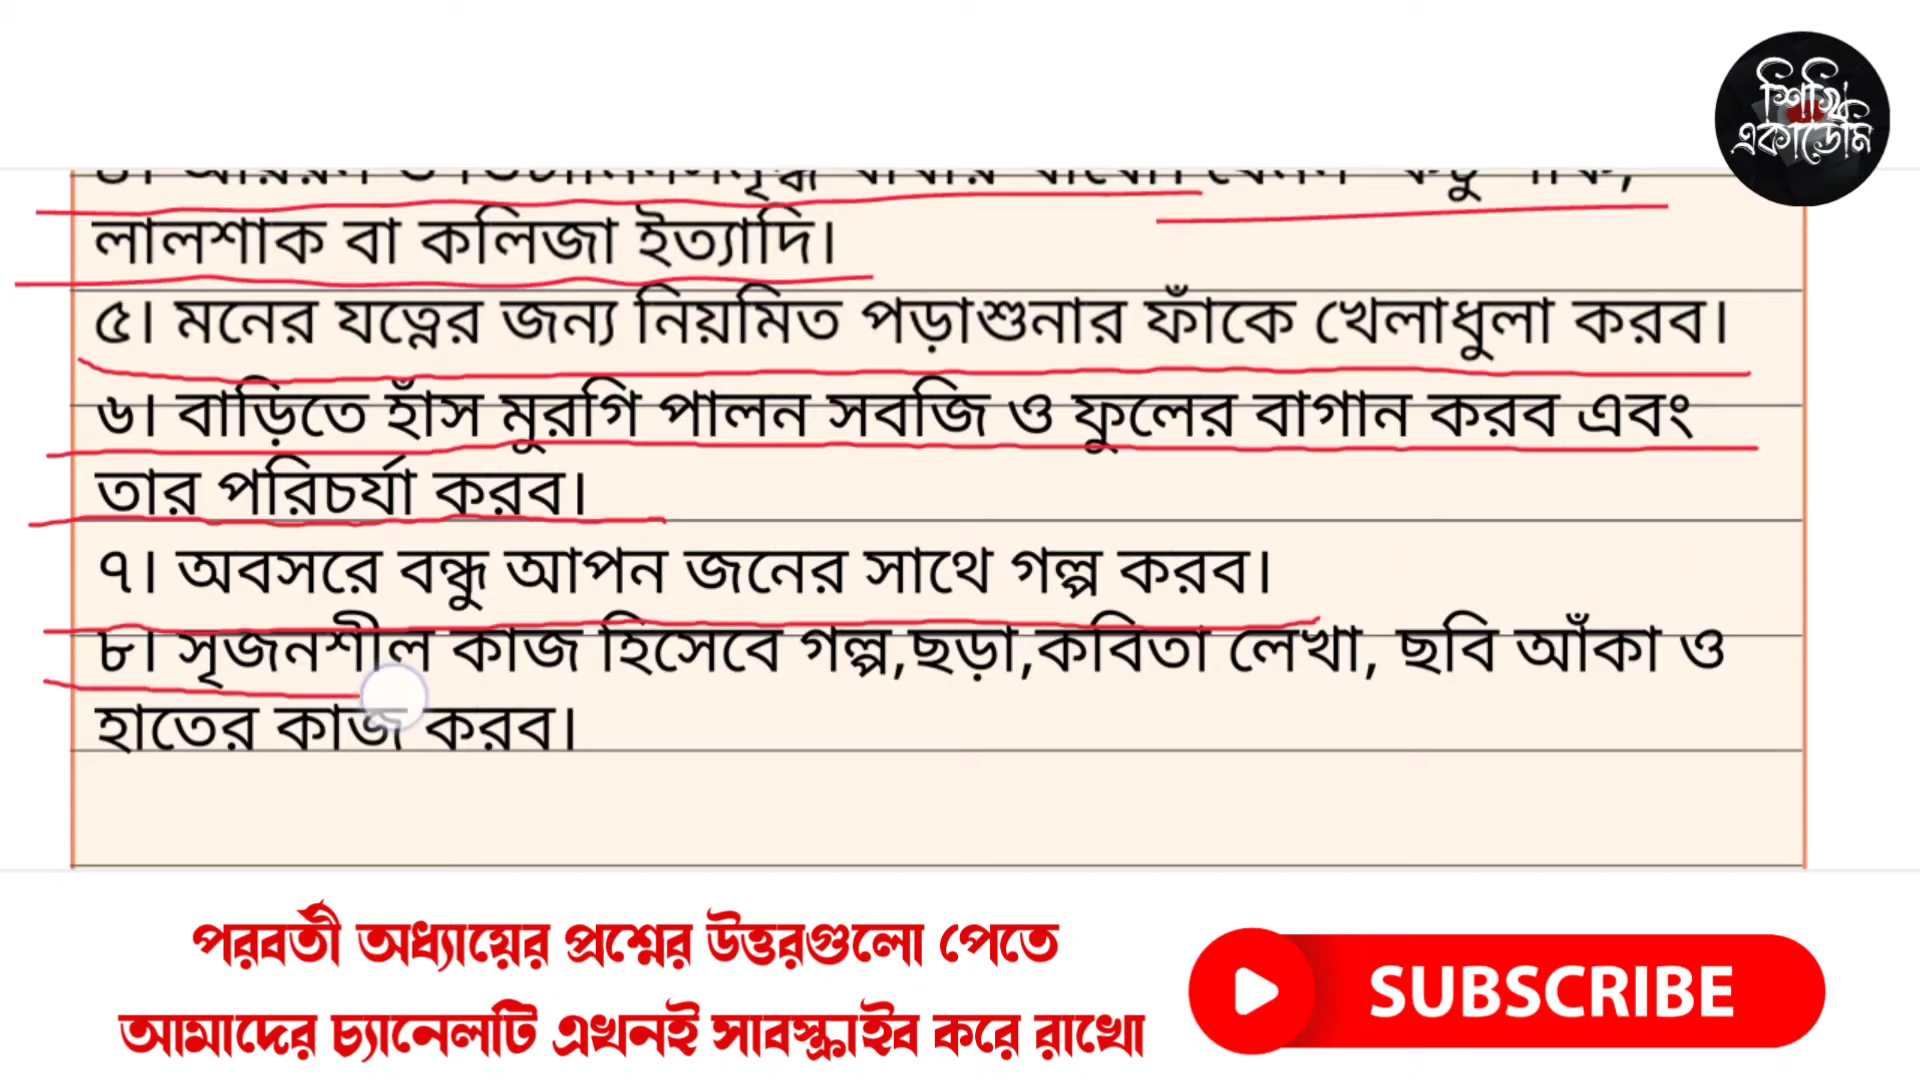 শিখি
একাডেমি
লালশাক বা কলিজা ইত্যাদি।
৫। মনের যত্নের জন্য নিয়মিত পড়াশুনার ফাঁকে খেলাধুলা করব।
৬। বাড়িতে হাঁস মুরগি পালন সবজি ও ফুলের বাগান করব এবং
তার পরিচর্যা করব।
৭। অবসরে বন্ধু আপন জনের সাথে গল্প করব।
৮। সৃজনশীল কাজ হিসেবে গল্প,ছড়া,কবিতা লেখা, ছবি আঁকা ও
হাতের কাজ করব।
পরবর্তী অধ্যায়ের প্রশ্নের উত্তরগুলো পেতে
আমাদের চ্যানেলটি এখনই সাবস্ক্রাইব করে রাখো
SUBSCRIBE